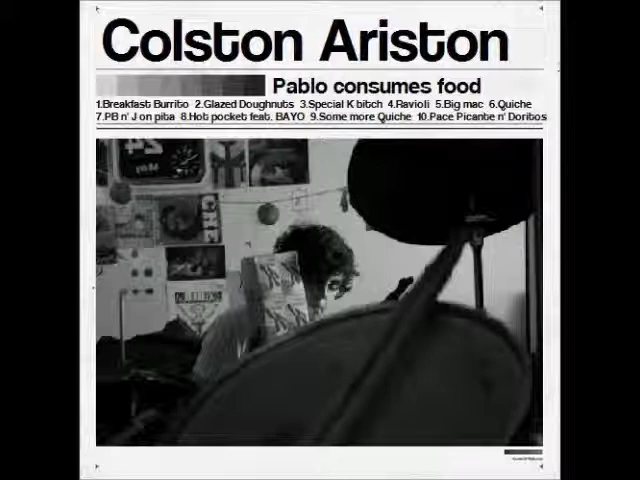 Colston Ariston
Pablo consumes food
1.Breakfast Burrito 2.Glazed Doughnuts 3.Special K bitch 4.Ravioli 5.Big mac 6.Quiche
7.PB n' J on pita 8.Hot pocket feat. BAYO 9.Some more Quiche 10.Pace Picante n' Doritos